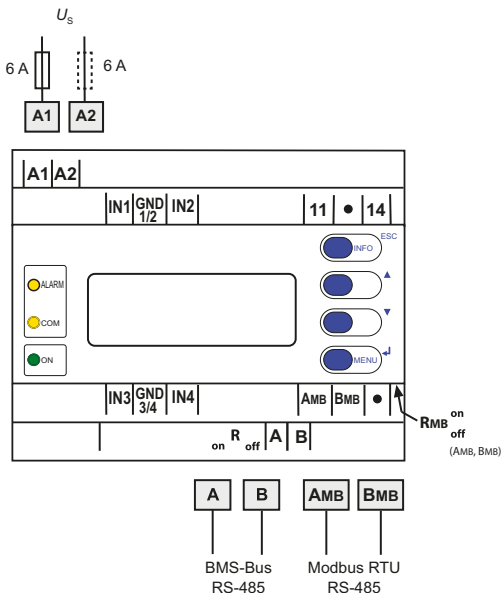 Us
6 A 6 A
A1 A2
A1 A2
IN1 GND 1/2 IN2 11 • 14
ESC
INFO
▲
ALARM
▼
COM
MENU
ON
IN3 GND 3/4 IN4 AMB BMB •
RMB on off
(AMB, BMB)
on R off A B
A B AMB BMB
BMS-Bus Modbus RTU
RS-485 RS-485